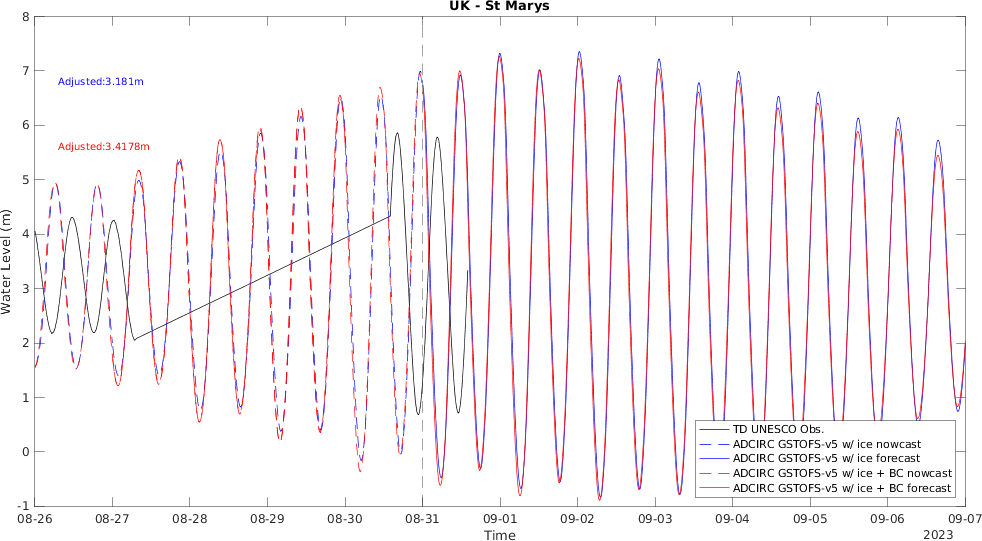 UK - St Marys
8
7
6
5
4
3
2
1
0
-1
Water Level (m)
Adjusted:3.181m
Adjusted:3.4178m
TD UNESCO Obs.
ADCIRC GSTOFS-v5 w/ ice nowcast
ADCIRC GSTOFS-v5 w/ ice forecast
ADCIRC GSTOFS-v5 w/ ice + BC nowcast
ADCIRC GSTOFS-v5 w/ ice + BC forecast
08-26 08-27 08-28 08-29 08-30 08-31 09-01 09-02 09-03 09-04 09-05 09-06 09-07
Time
2023